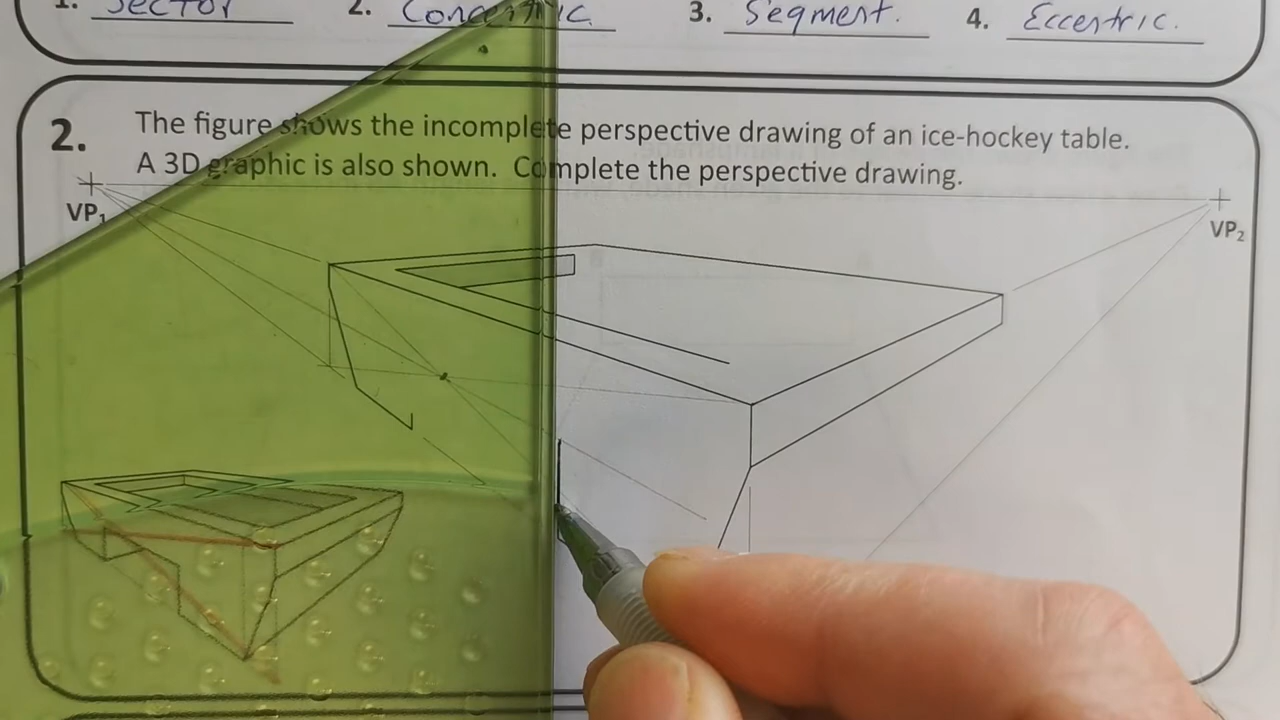 1. Sector 2. Concentric 3. Segment. 4. Eccentric.
2. The figure shows the incomplete perspective drawing of an ice-hockey table.
A 3D graphic is also shown. Complete the perspective drawing.
VP₁
VP₂